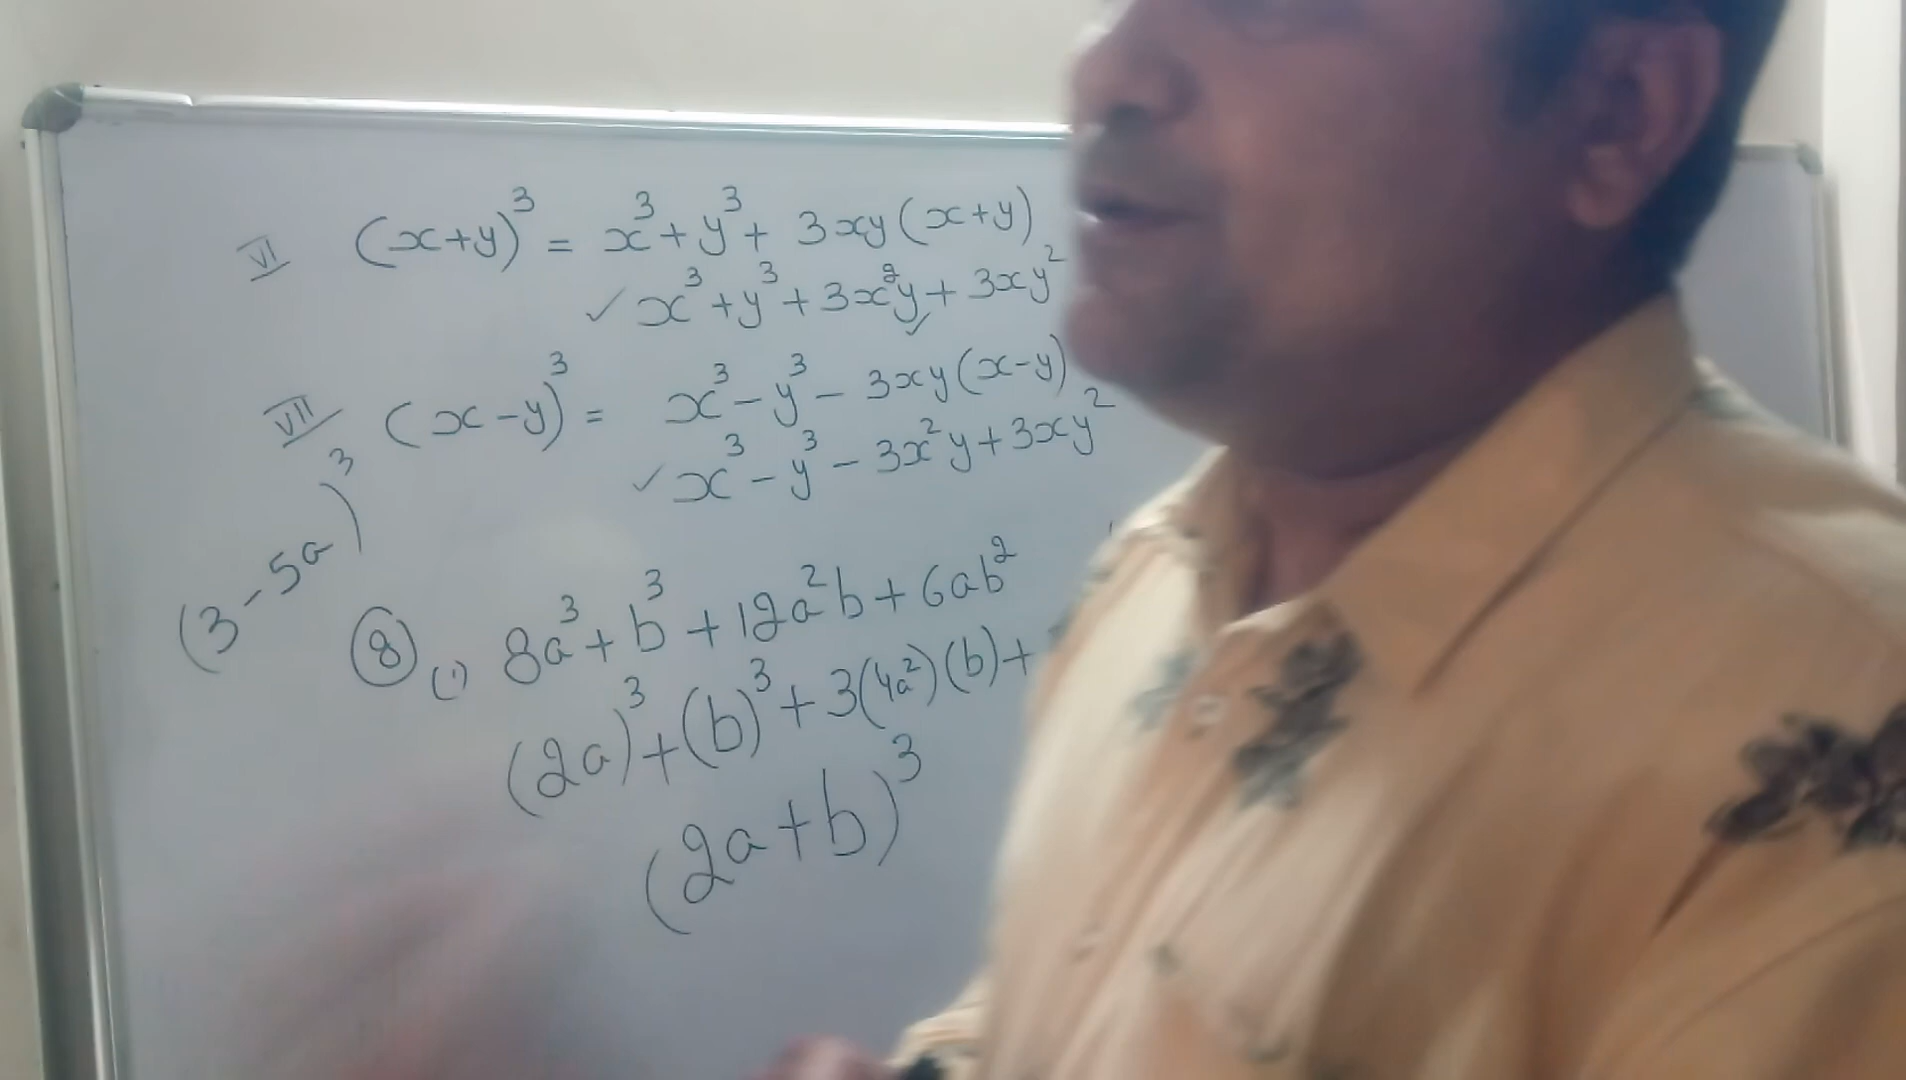 VI (x+y)³ = x³+y³+ 3xy(x+y)
✓x³+y³+3x²y+3xy²
VII (x-y)³ = x³-y³- 3xy(x-y)
✓x³-y³-3x²y+3xy²
(3-5a)³
8 (i) 8a³+b³+12a²b+6ab²
(2a)³+(b)³+3(4a²)(b)+
(2a+b)³